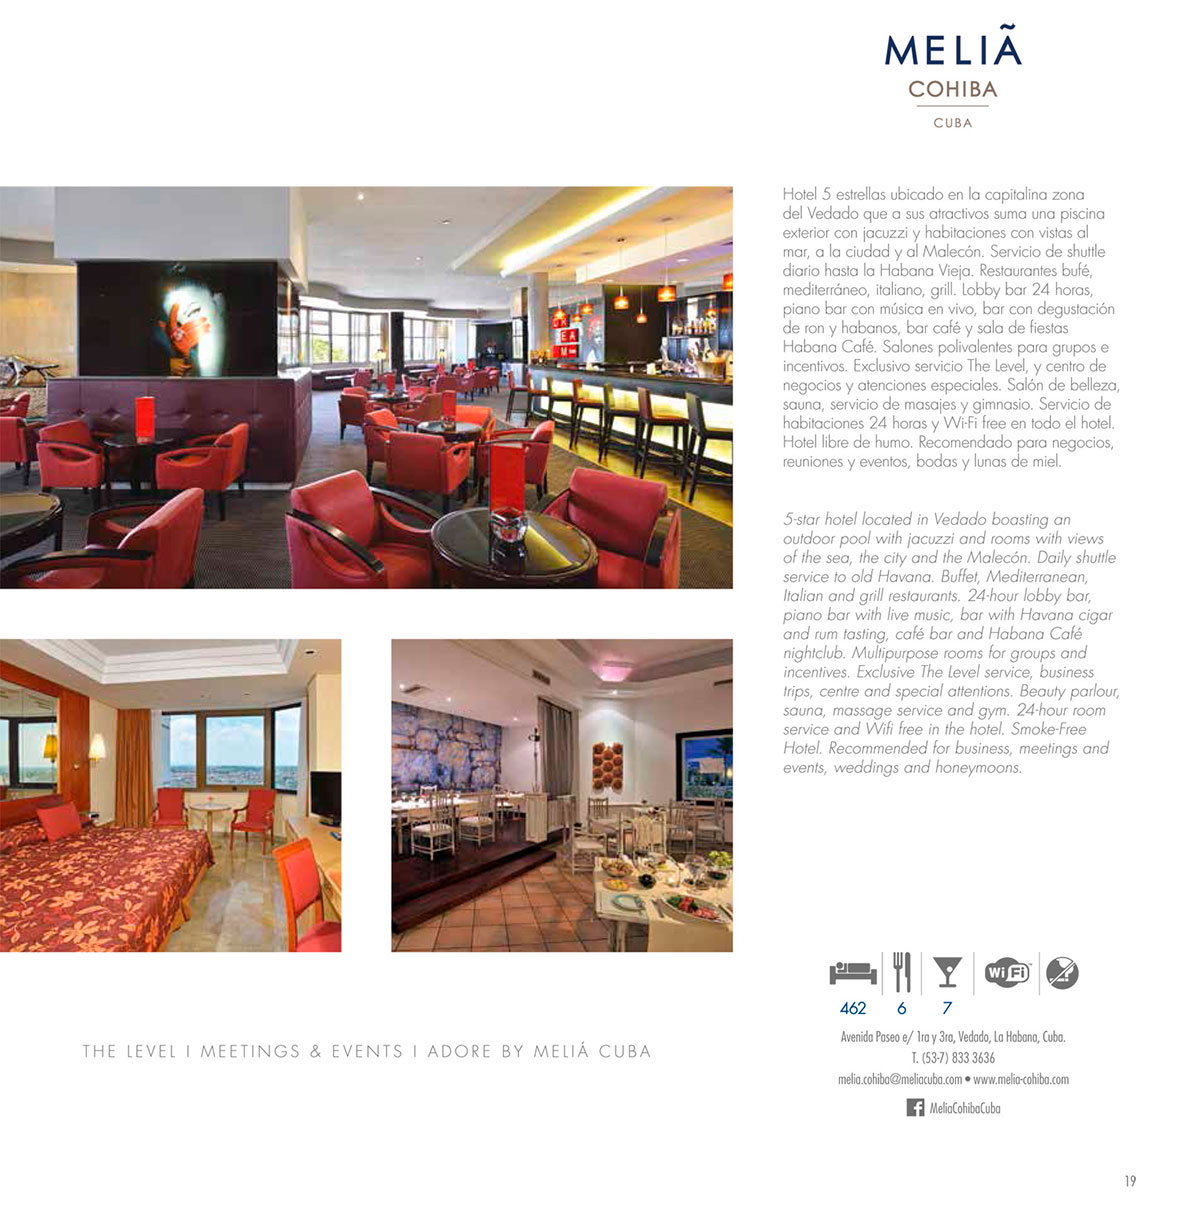 MELIÃ
COHIBA
CUBA
Hotel 5 estrellas ubicado en la capitalina zona
del Vedado que a sus atractivos suma una piscina
exterior con jacuzzi y habitaciones con vistas al
mar, a la ciudad y al Malecón. Servicio de shuttle
diario hasta la Habana Vieja. Restaurantes bufé,
mediterráneo, italiano, grill. Lobby bar 24 horas,
piano bar con música en vivo, bar con degustación
de ron y habanos, bar café y sala de fiestas
Habana Café. Salones polivalentes para grupos e
incentivos. Exclusivo servicio The Level, y centro de
negocios y atenciones especiales. Salón de belleza,
sauna, servicio de masajes y gimnasio. Servicio de
habitaciones 24 horas y Wi-Fi free en todo el hotel.
Hotel libre de humo. Recomendado para negocios,
reuniones y eventos, bodas y lunas de miel.
5-star hotel located in Vedado boasting an
outdoor pool with jacuzzi and rooms with views
of the sea, the city and the Malecón. Daily shuttle
service to old Havana. Buffet, Mediterranean,
Italian and grill restaurants. 24-hour lobby bar,
piano bar with live music, bar with Havana cigar
and rum tasting, café bar and Habana Café
nightclub. Multipurpose rooms for groups and
incentives. Exclusive The Level service, business
trips, centre and special attentions. Beauty parlour,
sauna, massage service and gym. 24-hour room
service and Wifi free in the hotel. Smoke-Free
Hotel. Recommended for business, meetings and
events, weddings and honeymoons.
Wi Fi
462 6 7
Avenida Paseo e/ 1ra y 3ra, Vedado, La Habana, Cuba.
T. (53-7) 833 3636
melia.cohiba@meliacuba.com • www.melia-cohiba.com
MeliaCohibaCuba
THE LEVEL I MEETINGS & EVENTS I ADORE BY MELIÁ CUBA
19